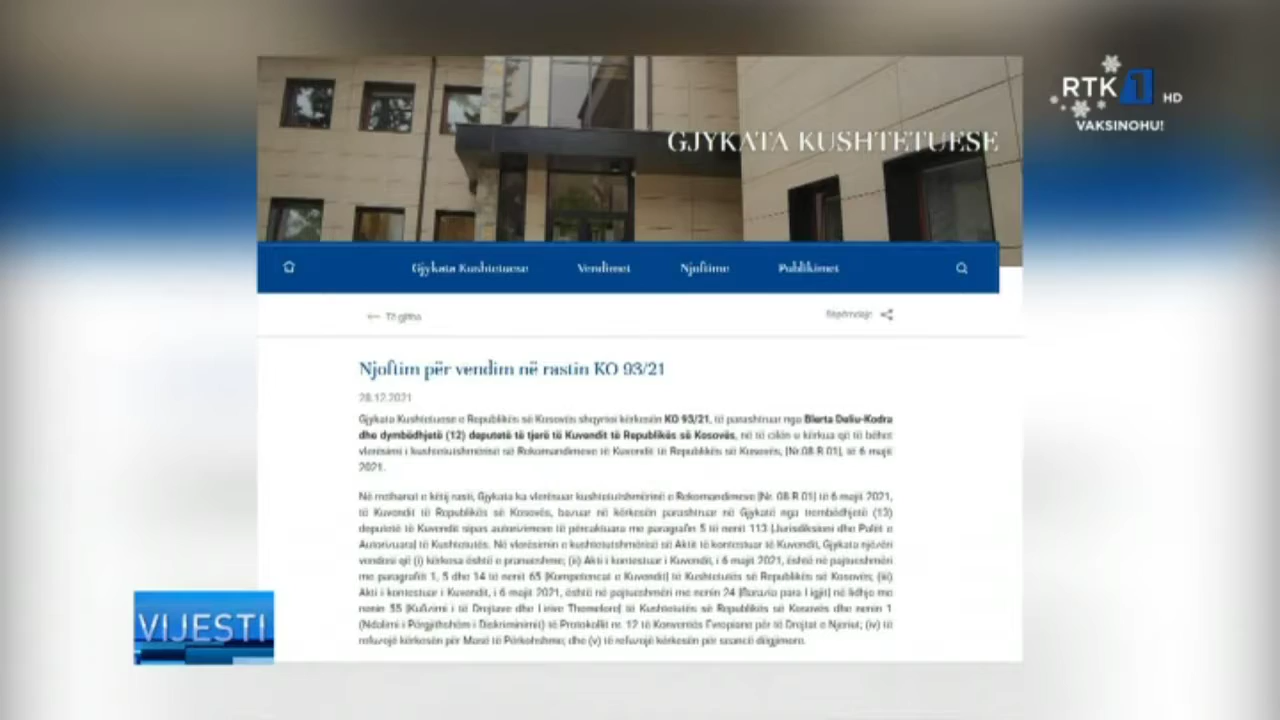 RTK 1 HD
VAKSINOHU!
GJYKATA KUSHTETUESE
Gjykata Kushtetuese Vendimet Njoftime Publikimet
Të gjitha
Shpërndaje
Njoftim për vendim në rastin KO 93/21
28.12.2021
Gjykata Kushtetuese e Republikës së Kosovës shqyrtoi kërkesën KO 93/21, të parashtruar nga Blerta Deliu-Kodra
dhe dymbëdhjetë (12) deputetë të tjerë të Kuvendit të Republikës së Kosovës, në të cilën u kërkua që të bëhet
vlerësimi i kushtetutshmërisë së Rekomandimeve të Kuvendit të Republikës së Kosovës, [Nr.08-R-01], të 6 majit
2021.
Në rrethanat e këtij rasti, Gjykata ka vlerësuar kushtetutshmërinë e Rekomandimeve [Nr. 08-R-01] të 6 majit 2021,
të Kuvendit të Republikës së Kosovës, bazuar në kërkesën parashtruar në Gjykatë nga trembëdhjetë (13)
deputetë të Kuvendit sipas autorizimeve të përcaktuara me paragrafin 5 të nenit 113 [Jurisdiksioni dhe Palët e
Autorizuara] të Kushtetutës. Në vlerësimin e kushtetutshmërisë së Aktit të kontestuar të Kuvendit, Gjykata njëzëri
vendosi që (i) kërkesa është e pranueshme; (ii) Akti i kontestuar i Kuvendit, i 6 majit 2021, është në pajtueshmëri
me paragrafët 1, 5 dhe 14 të nenit 65 [Kompetencat e Kuvendit] të Kushtetutës së Republikës së Kosovës; (iii)
Akti i kontestuar i Kuvendit, i 6 majit 2021, është në pajtueshmëri me nenin 24 [Barazia para Ligjit] në lidhje me
nenin 55 [Kufizimi i të Drejtave dhe Lirive Themelore] të Kushtetutës së Republikës së Kosovës dhe nenin 1
(Ndalimi i Përgjithshëm i Diskriminimit) të Protokollit nr. 12 të Konventës Evropiane për të Drejtat e Njeriut; (iv) të
refuzojë kërkesën për Masë të Përkohshme; dhe (v) të refuzojë kërkesën për seancë dëgjimore.
VIJESTI